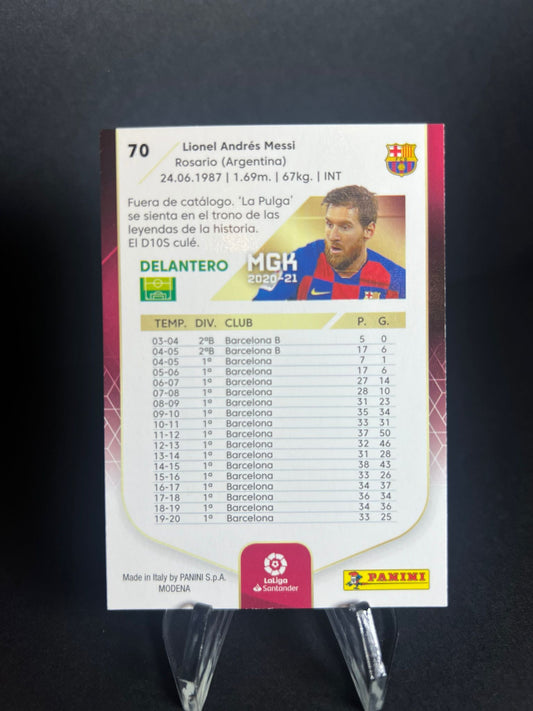 70
Lionel Andrés Messi
Rosario (Argentina)
24.06.1987 | 1.69m. | 67kg. | INT
Fuera de catálogo. 'La Pulga'
se sienta en el trono de las
leyendas de la historia.
El D10S culé.
DELANTERO
MGK
2020-21
TEMP. DIV. CLUB P. G.
03-04 2ªB Barcelona B 5 0
04-05 2ªB Barcelona B 17 6
04-05 1ª Barcelona 7 1
05-06 1ª Barcelona 17 6
06-07 1ª Barcelona 27 14
07-08 1ª Barcelona 28 10
08-09 1ª Barcelona 31 23
09-10 1ª Barcelona 35 34
10-11 1ª Barcelona 33 31
11-12 1ª Barcelona 37 50
12-13 1ª Barcelona 32 46
13-14 1ª Barcelona 31 28
14-15 1ª Barcelona 38 43
15-16 1ª Barcelona 33 26
16-17 1ª Barcelona 34 37
17-18 1ª Barcelona 36 34
18-19 1ª Barcelona 34 36
19-20 1ª Barcelona 33 25
Made in Italy by PANINI S.p.A.
MODENA
LaLiga
Santander
PANINI